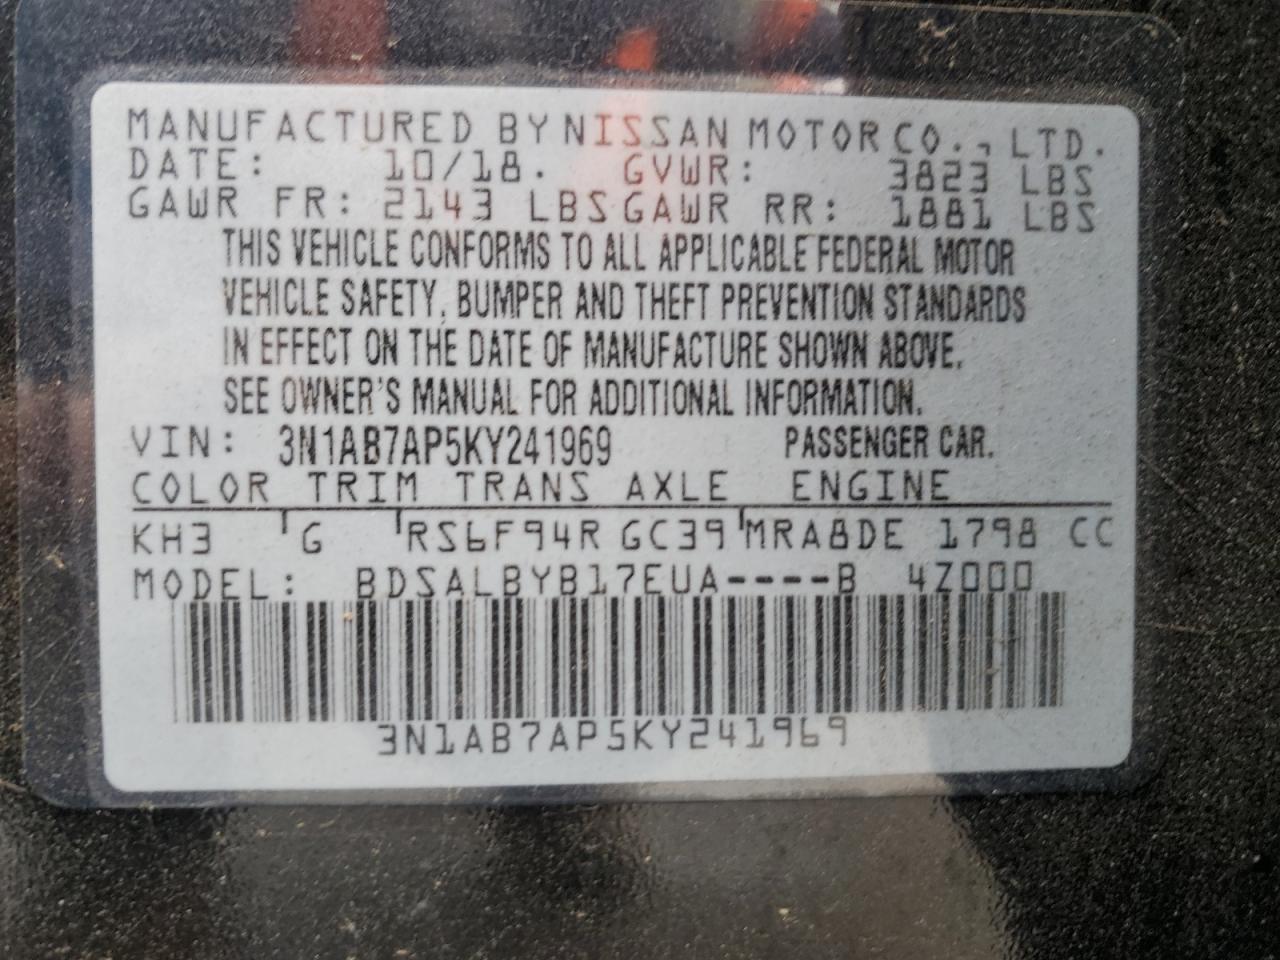 MANUFACTURED BY NISSAN MOTOR CO., LTD.
DATE: 10/18. GVWR: 3823 LBS
GAWR FR: 2143 LBS GAWR RR: 1881 LBS
THIS VEHICLE CONFORMS TO ALL APPLICABLE FEDERAL MOTOR
VEHICLE SAFETY, BUMPER AND THEFT PREVENTION STANDARDS
IN EFFECT ON THE DATE OF MANUFACTURE SHOWN ABOVE.
SEE OWNER'S MANUAL FOR ADDITIONAL INFORMATION.
VIN: 3N1AB7AP5KY241969 PASSENGER CAR.
COLOR TRIM TRANS AXLE ENGINE
KH3 G RS6F94R GC39 MRA8DE 1798 CC
MODEL: BDSALBYB17EUA----B 4Z000
3N1AB7AP5KY241969